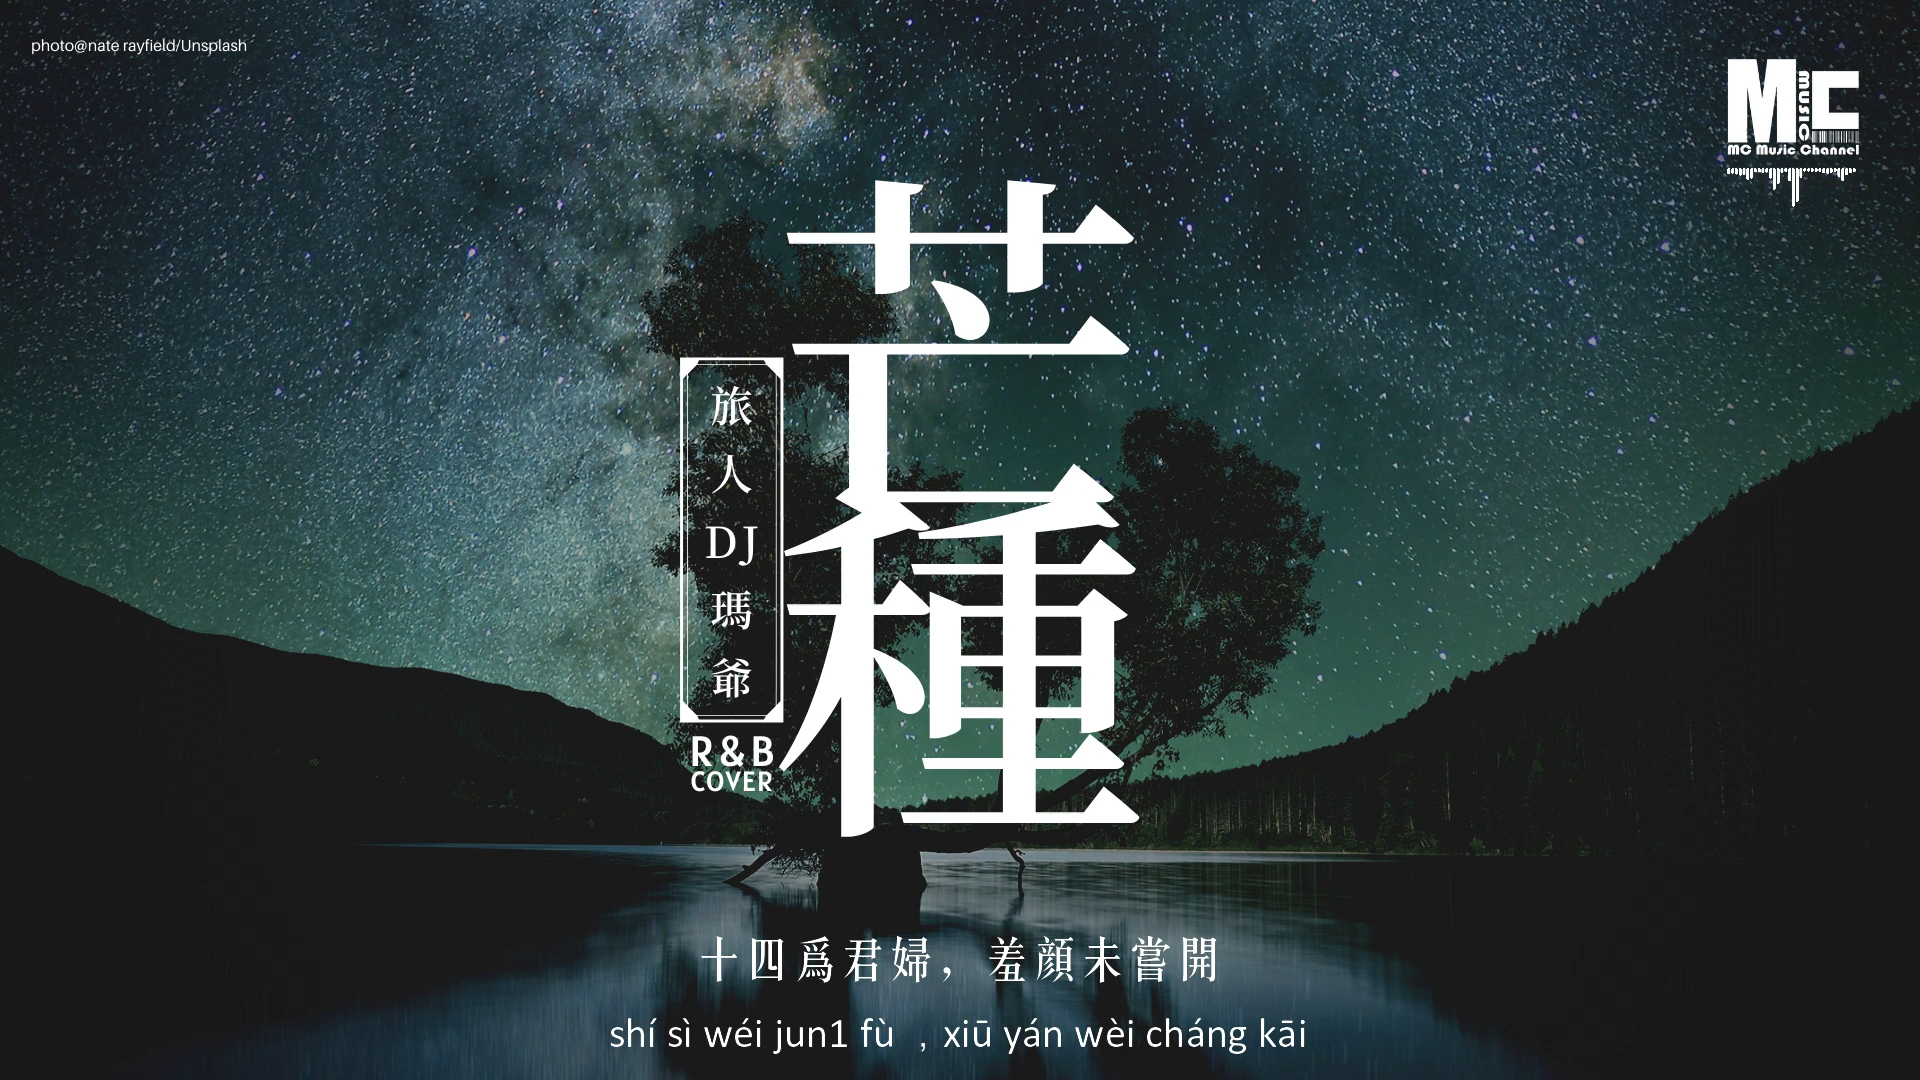 photo@nate rayfield/Unsplash
MC
music
MC Music Channel
芒種
旅人DJ瑪爺
R&B
COVER
十四爲君婦，羞顔未嘗開
shí sì wéi jun1 fù ，xiū yán wèi cháng kāi